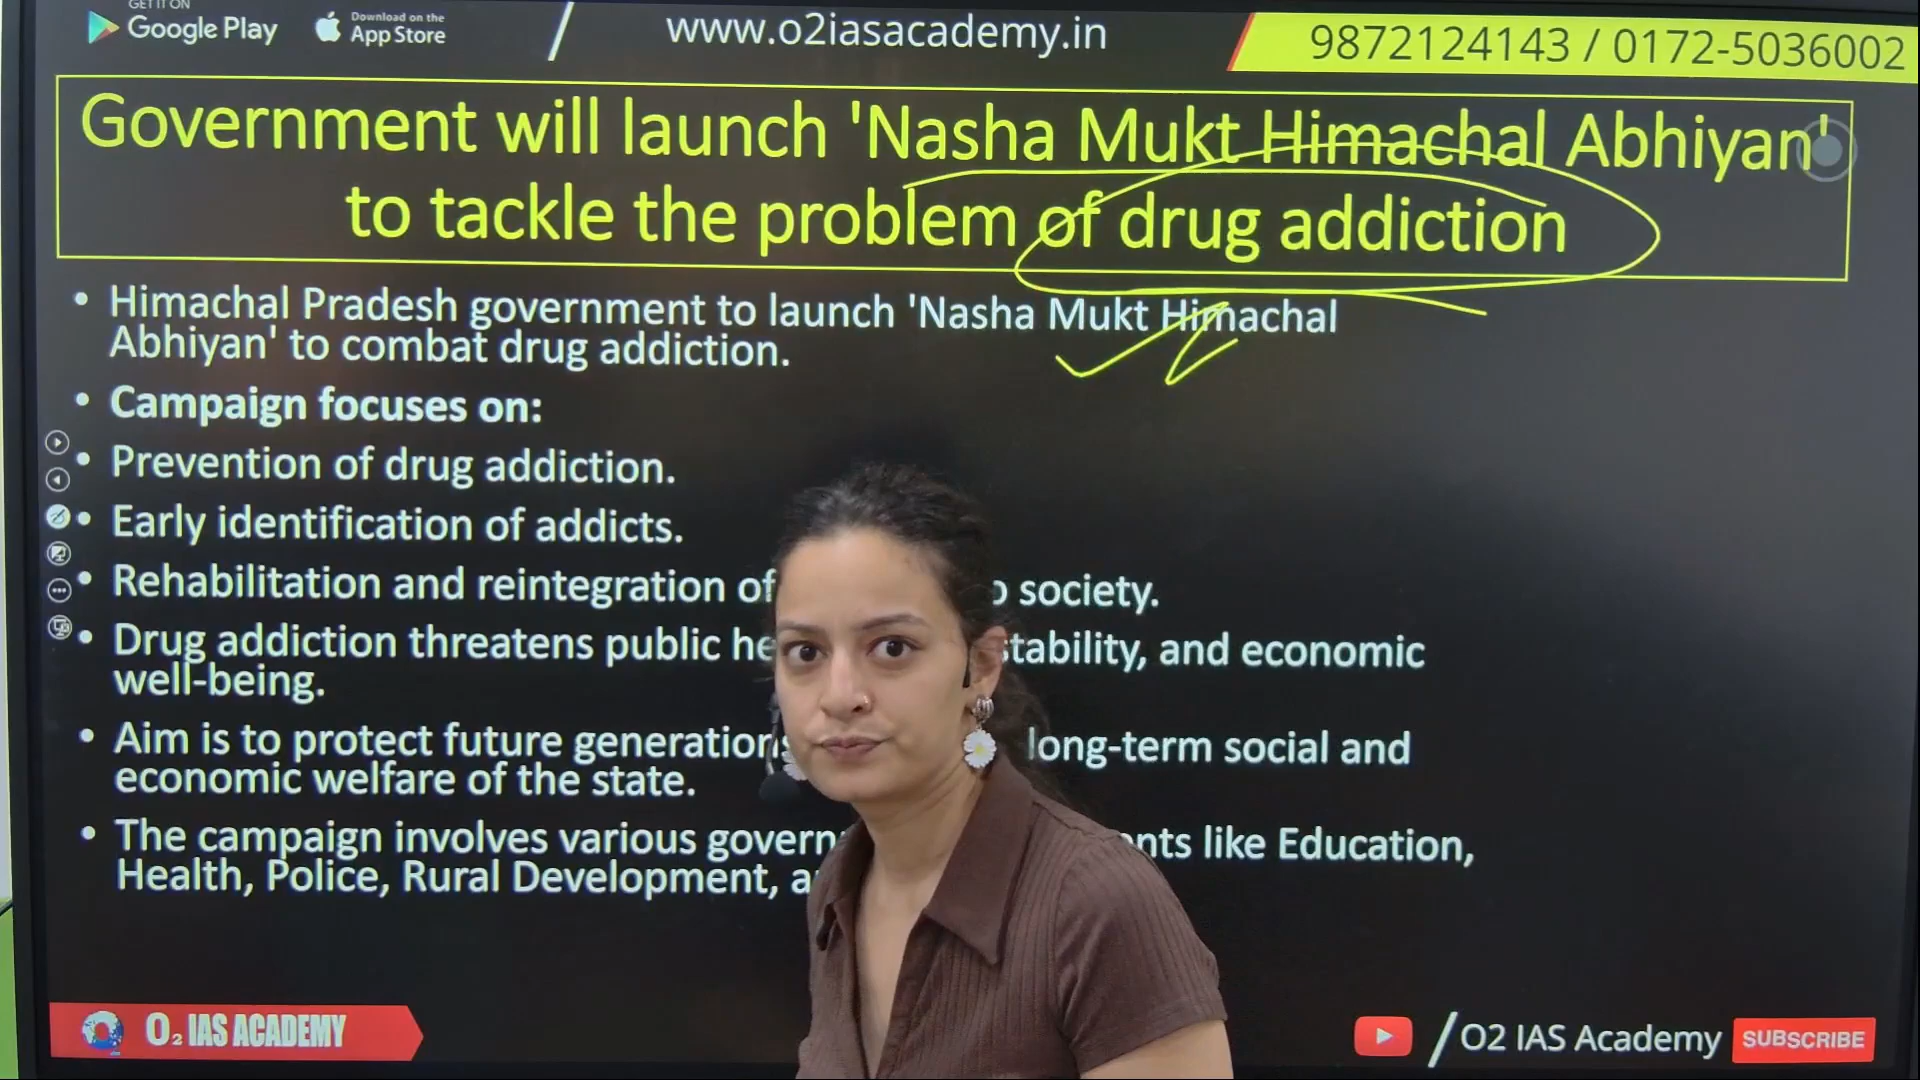 GET IT ON
Google Play
Download on the
App Store
www.o2iasacademy.in
9872124143 / 0172-5036002
Government will launch 'Nasha Mukt Himachal Abhiyan'
to tackle the problem of drug addiction
• Himachal Pradesh government to launch 'Nasha Mukt Himachal
Abhiyan' to combat drug addiction.
• Campaign focuses on:
• Prevention of drug addiction.
• Early identification of addicts.
• Rehabilitation and reintegration of society.
• Drug addiction threatens public and economic
well-being.
• Aim is to protect future long-term social and
economic welfare of the state.
• The campaign involves various like Education,
Health, Police, Rural Development,
O2 IAS ACADEMY
/ O2 IAS Academy
SUBSCRIBE